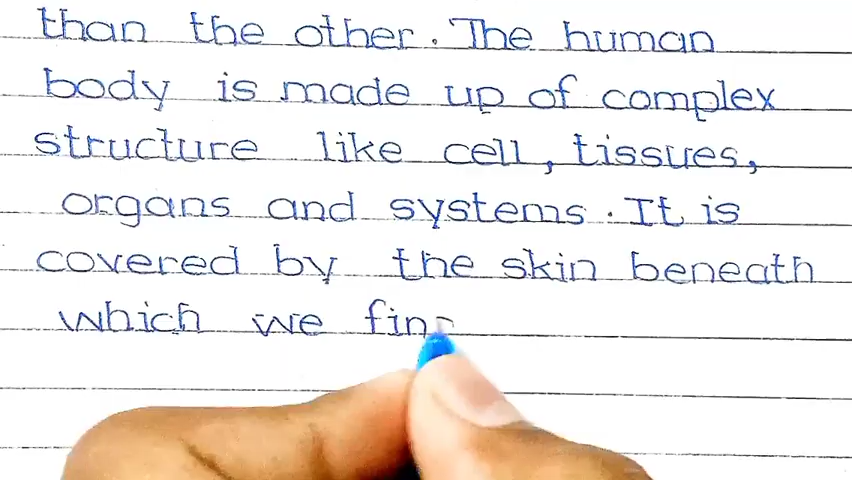 than the other. The human
body is made up of complex
structure like cell, tissues,
organs and systems. It is
covered by the skin beneath
which we